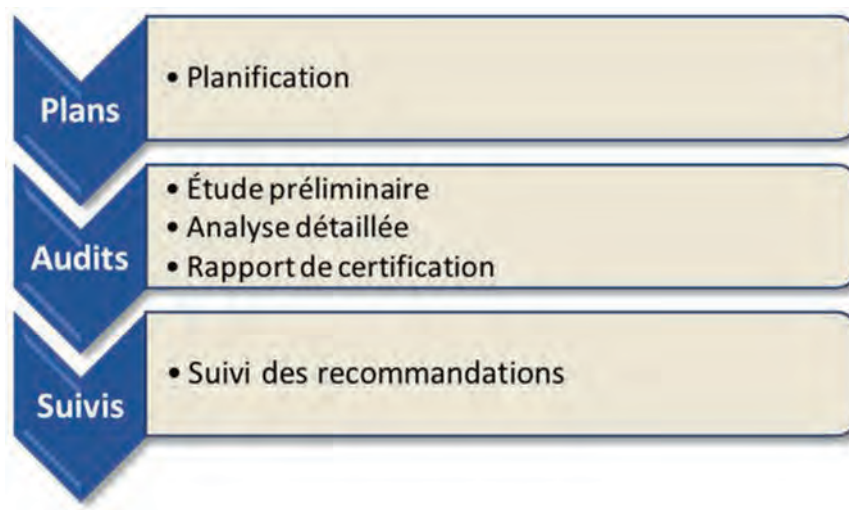 Plans
• Planification
Audits
• Étude préliminaire
• Analyse détaillée
• Rapport de certification
Suivis
• Suivi des recommandations